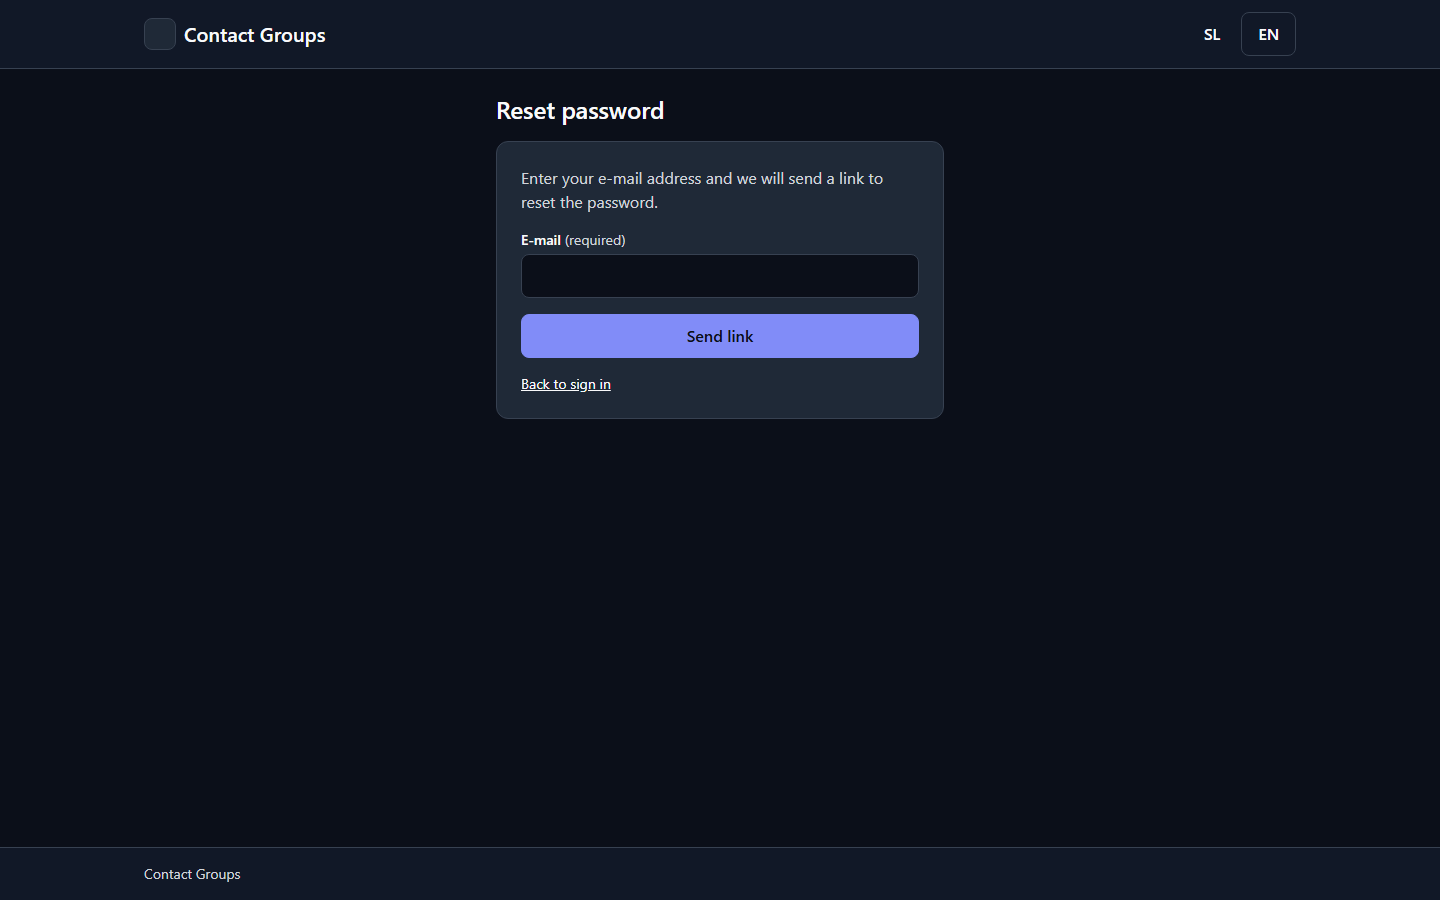 Contact Groups
SL
EN
Reset password
Enter your e-mail address and we will send a link to
reset the password.
E-mail (required)
Send link
Back to sign in
Contact Groups